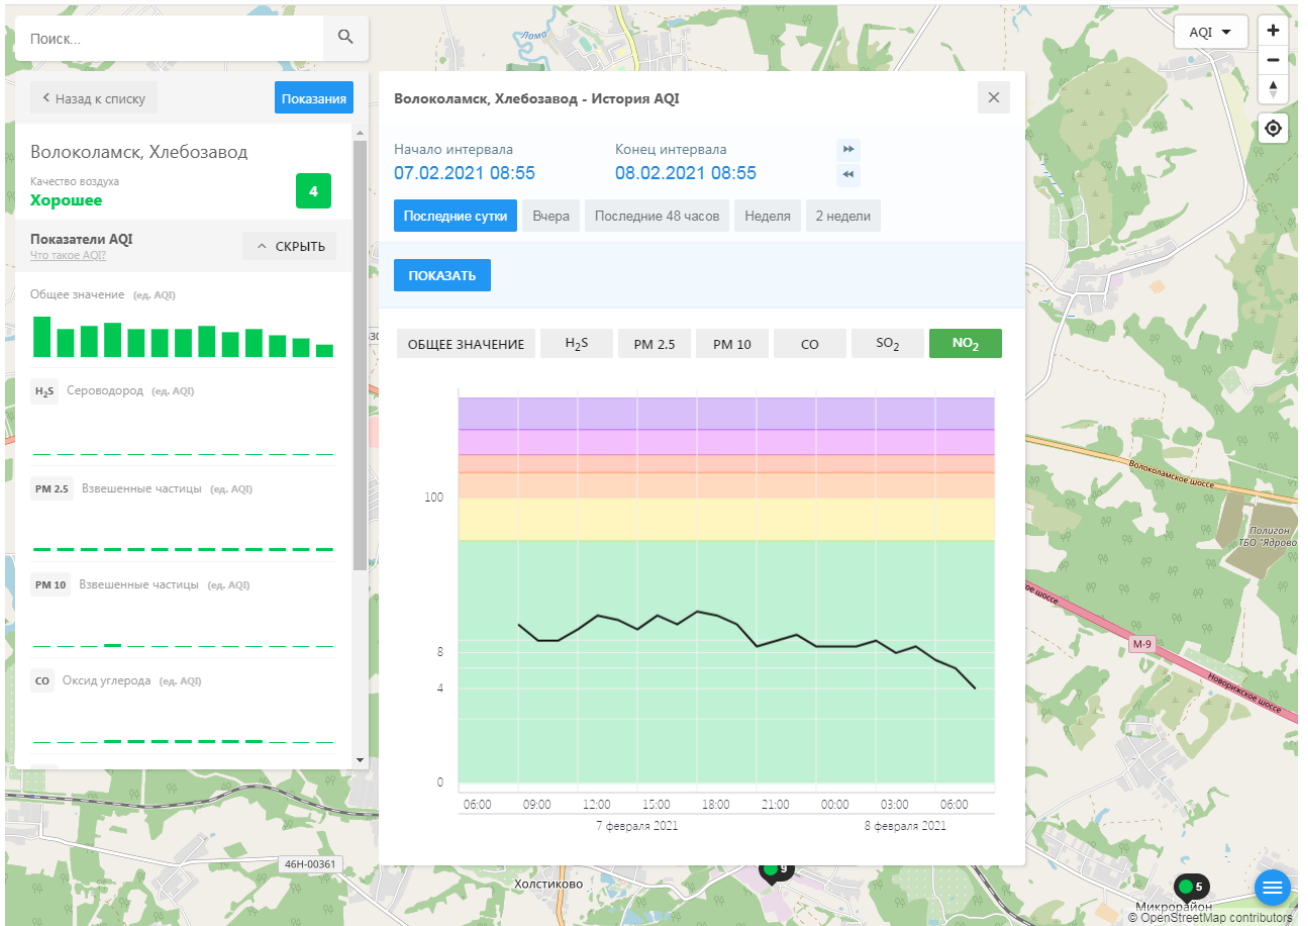 Поиск...
AQI
Лома
Назад к списку
Показания
Волоколамск, Хлебозавод
Качество воздуха
Хорошее
4
Показатели AQI
Что такое AQI?
СКРЫТЬ
Общее значение (ед. AQI)
H₂S Сероводород (ед. AQI)
PM 2.5 Взвешенные частицы (ед. AQI)
PM 10 Взвешенные частицы (ед. AQI)
CO Оксид углерода (ед. AQI)
Волоколамск, Хлебозавод - История AQI
Начало интервала
07.02.2021 08:55
Конец интервала
08.02.2021 08:55
Последние сутки
Вчера
Последние 48 часов
Неделя
2 недели
ПОКАЗАТЬ
ОБЩЕЕ ЗНАЧЕНИЕ
H₂S
PM 2.5
PM 10
CO
SO₂
NO₂
100
8
4
0
06:00 09:00 12:00 15:00 18:00 21:00 00:00 03:00 06:00
7 февраля 2021
8 февраля 2021
Волоколамское шоссе
Полигон
ТБО "Ядрово
ое шоссе
М-9
Новорижское шоссе
46Н-00361
Холстиково
9
5
Микрорайон
© OpenStreetMap contributors